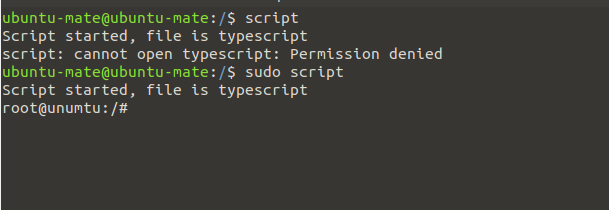 ubuntu-mate@ubuntu-mate:/$ script
Script started, file is typescript
script: cannot open typescript: Permission denied
ubuntu-mate@ubuntu-mate:/$ sudo script
Script started, file is typescript
root@unumtu:/#